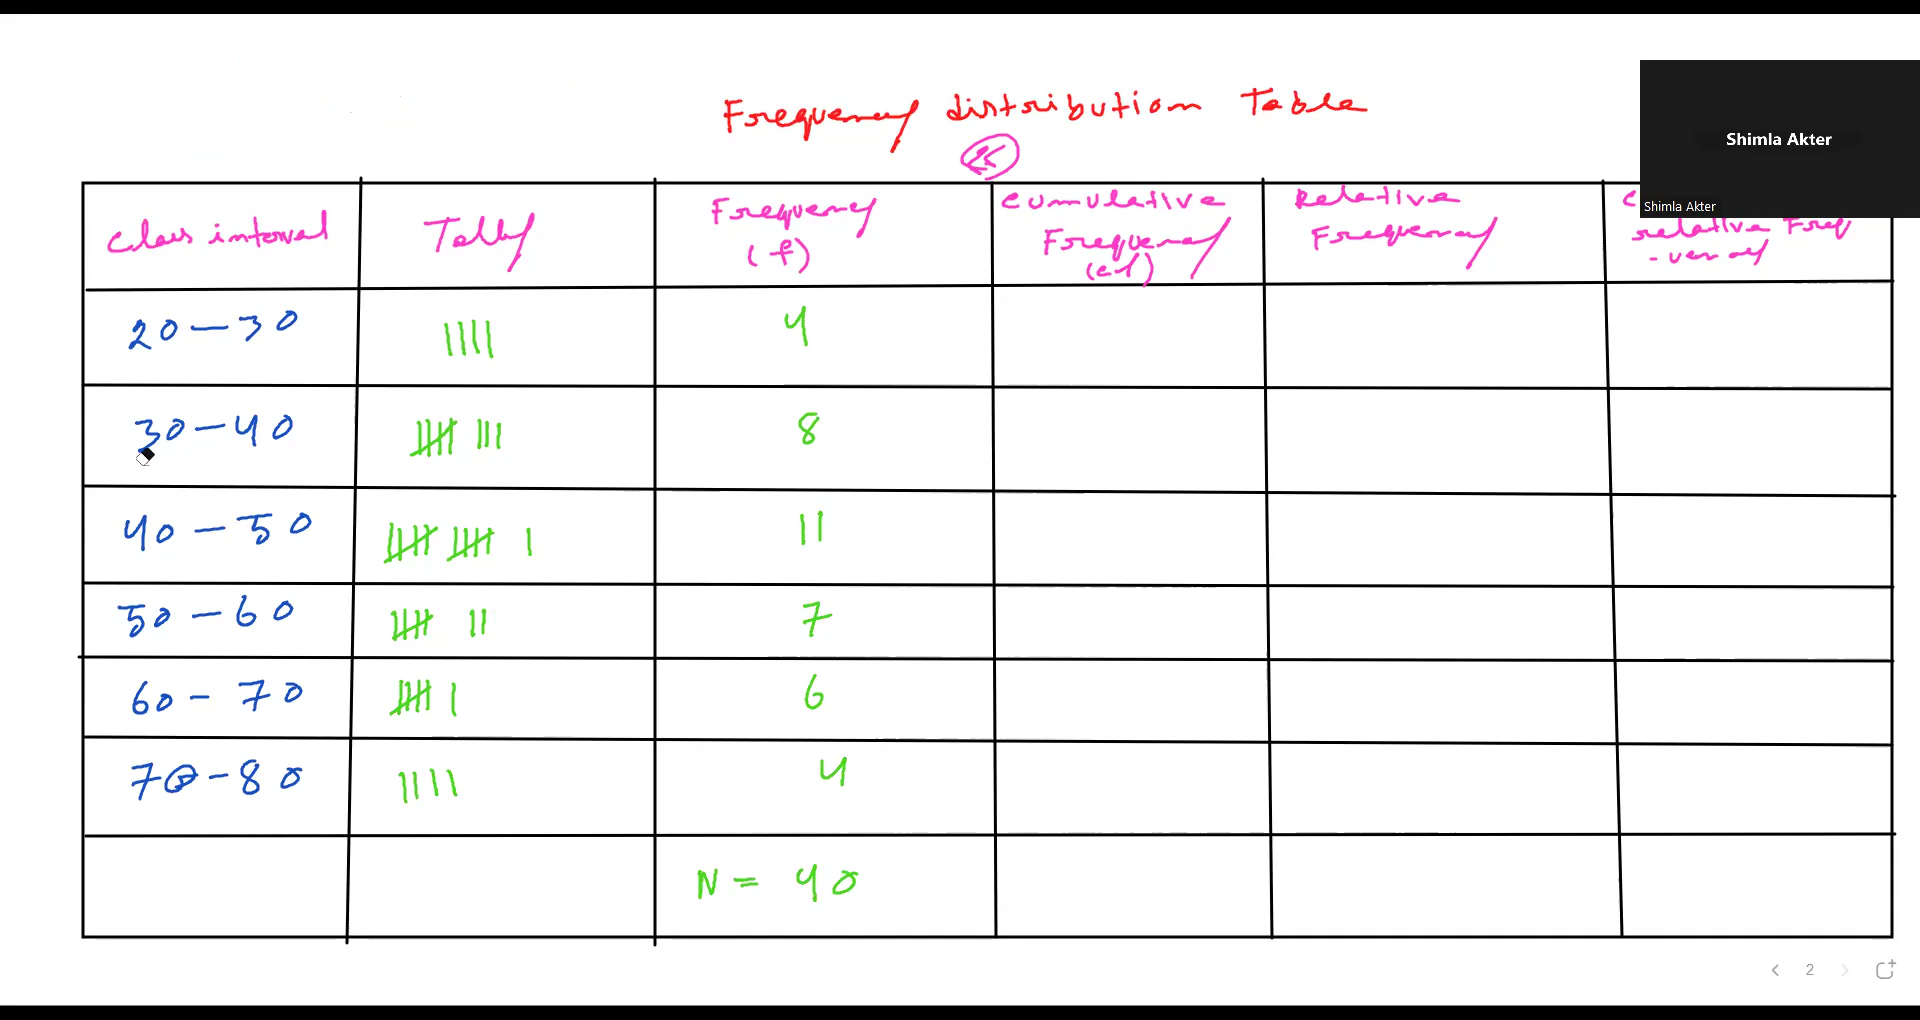 Frequency distribution Table
Shimla Akter
Shimla Akter
Class interval
Tally
Frequency
(f)
Cumulative
Frequency
(cf)
Relative
Frequency
relative Freq
-uency
20-30
||||
4
30-40
8
40-50
11
50-60
7
60-70
6
70-80
||||
4
N = 40
2